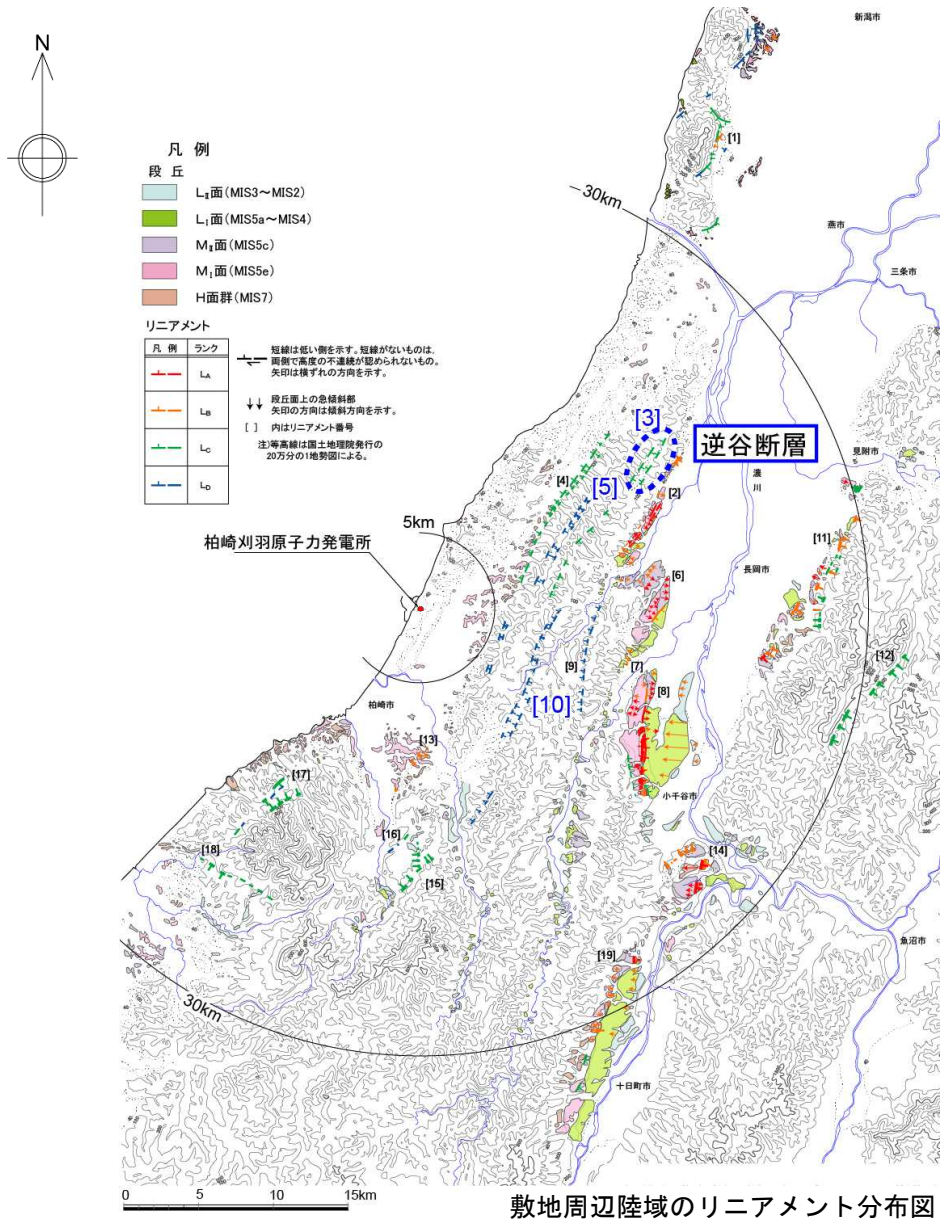 新潟市
N
凡 例
段 丘
LⅡ面(MIS3～MIS2)
LⅠ面(MIS5a～MIS4)
MⅡ面(MIS5c)
MⅠ面(MIS5e)
H面群(MIS7)
リニアメント
凡 例 ランク
LA
LB
LC
LD
短線は低い側を示す。短線がないものは、
両側で高度の不連続が認められないもの。
矢印は横ずれの方向を示す。
段丘面上の急傾斜部
矢印の方向は傾斜方向を示す。
[ ] 内はリニアメント番号
注)等高線は国土地理院発行の
20万分の1地勢図による。
[1]
30km
燕市
三条市
[3]
逆谷断層
見附市
[4]
[5]
[2]
5km
柏崎刈羽原子力発電所
長岡市
[11]
[6]
[7]
[9]
[8]
[12]
[10]
柏崎市
[13]
小千谷市
[17]
[16]
[18]
[15]
[14]
魚沼市
[19]
30km
十日町市
0 5 10 15km
敷地周辺陸域のリニアメント分布図